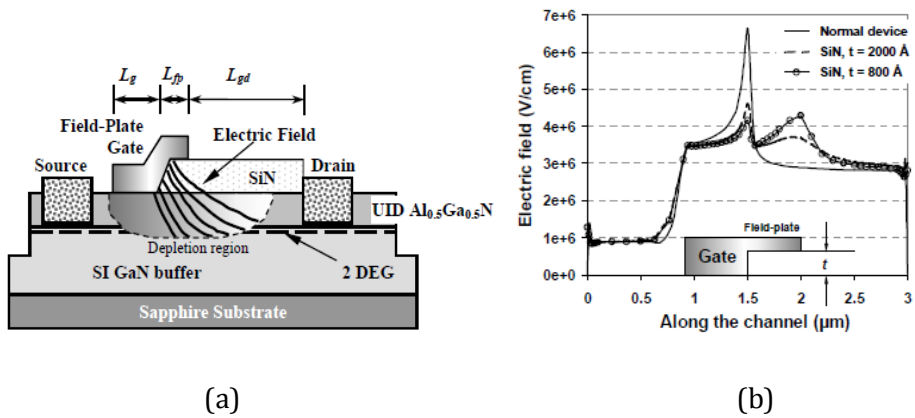 L_g L_fp L_gd
Field-Plate
Gate
Electric Field
Source
SiN
Drain
UID Al0.5Ga0.5N
Depletion region
SI GaN buffer
2 DEG
Sapphire Substrate
(a)
(b)
Electric field (V/cm)
7e+6
6e+6
5e+6
4e+6
3e+6
2e+6
1e+6
0e+0
Normal device
SiN, t = 2000 Å
SiN, t = 800 Å
Field-plate
Gate
t
0 0.5 1 1.5 2 2.5 3
Along the channel (µm)